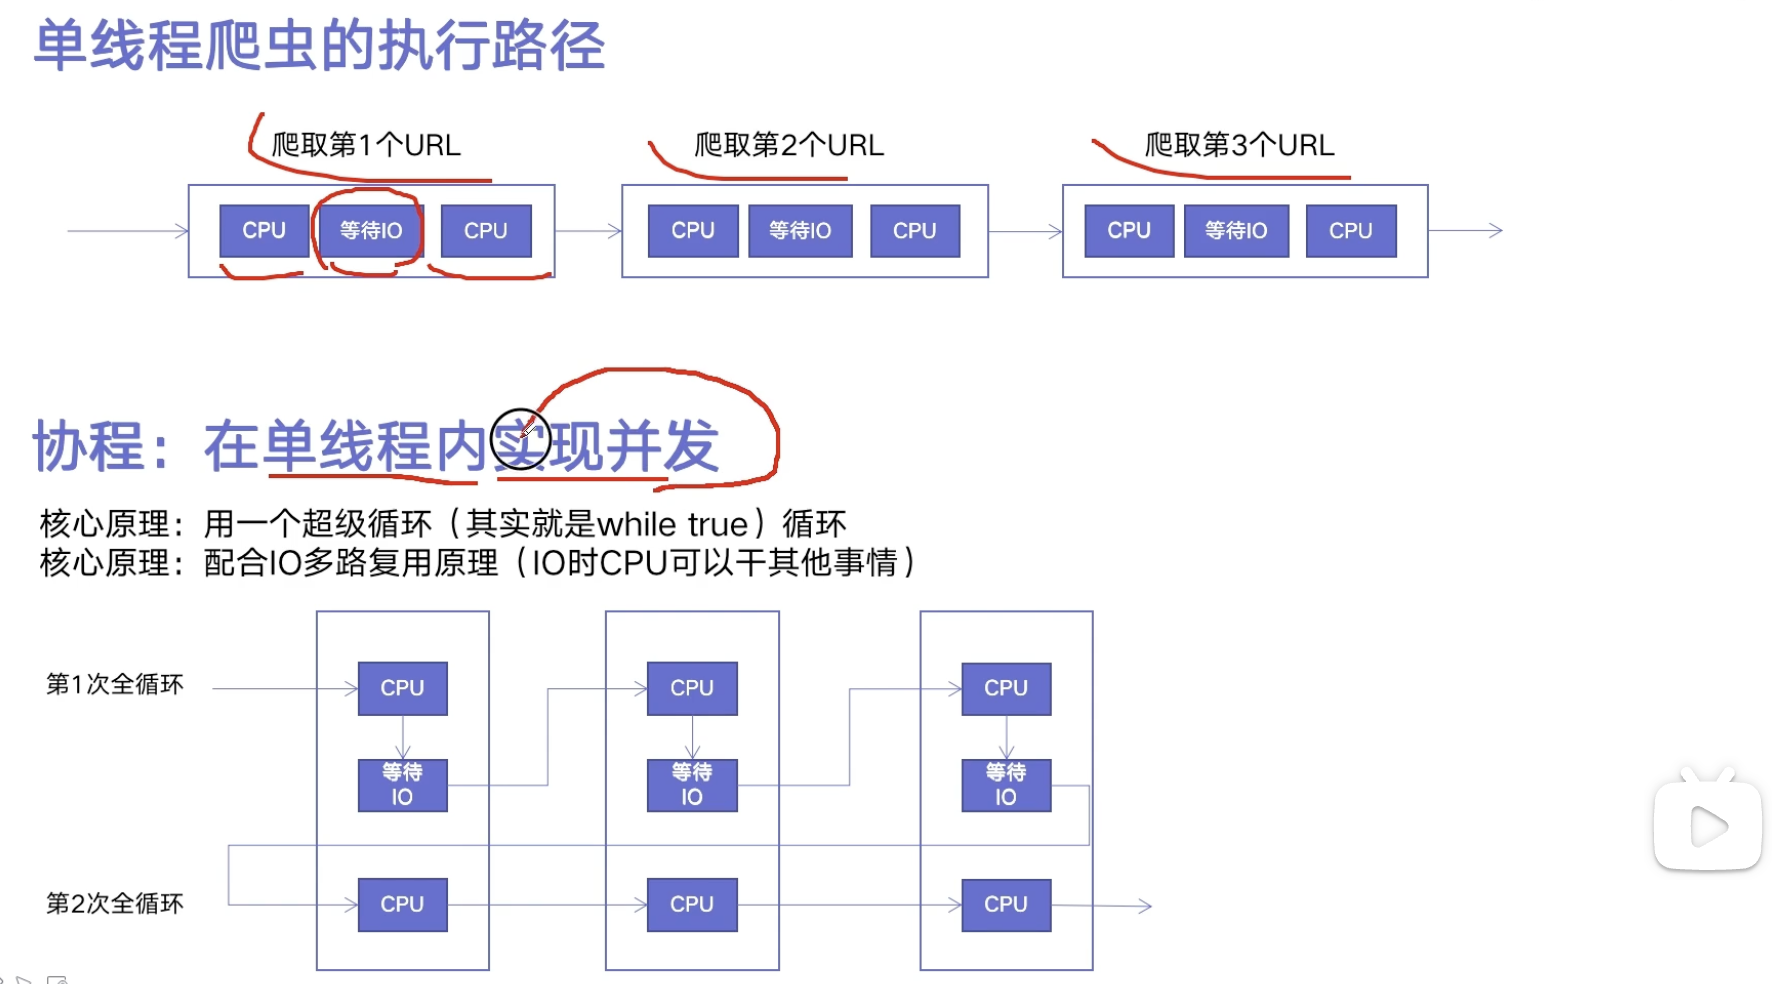 单线程爬虫的执行路径
爬取第1个URL
爬取第2个URL
爬取第3个URL
CPU
等待IO
CPU
CPU
等待IO
CPU
CPU
等待IO
CPU
协程：在单线程内实现并发
核心原理：用一个超级循环（其实就是while true）循环
核心原理：配合IO多路复用原理（IO时CPU可以干其他事情）
第1次全循环
CPU
CPU
CPU
等待
IO
等待
IO
等待
IO
第2次全循环
CPU
CPU
CPU